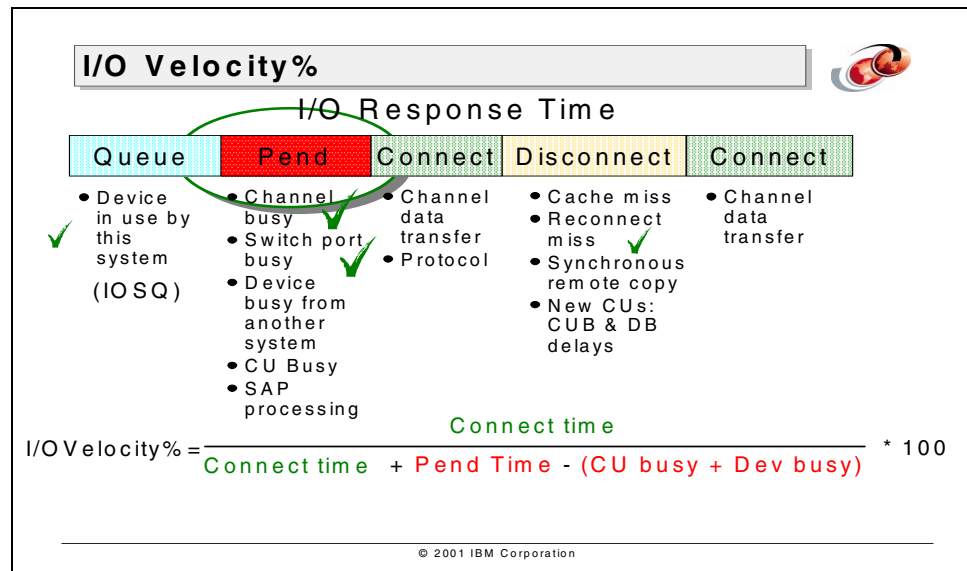 I/O Velocity%
I/O Response Time
Queue
Pend
Connect
Disconnect
Connect
Device
in use by
this
system
(IOSQ)
Channel
busy
Switch port
busy
Device
busy from
another
system
CU Busy
SAP
processing
Channel
data
transfer
Protocol
Cache miss
Reconnect
miss
Synchronous
remote copy
New CUs:
CUB & DB
delays
Channel
data
transfer
Connect time
I/O Velocity% = * 100
Connect time + Pend Time - (CU busy + Dev busy)
© 2001 IBM Corporation